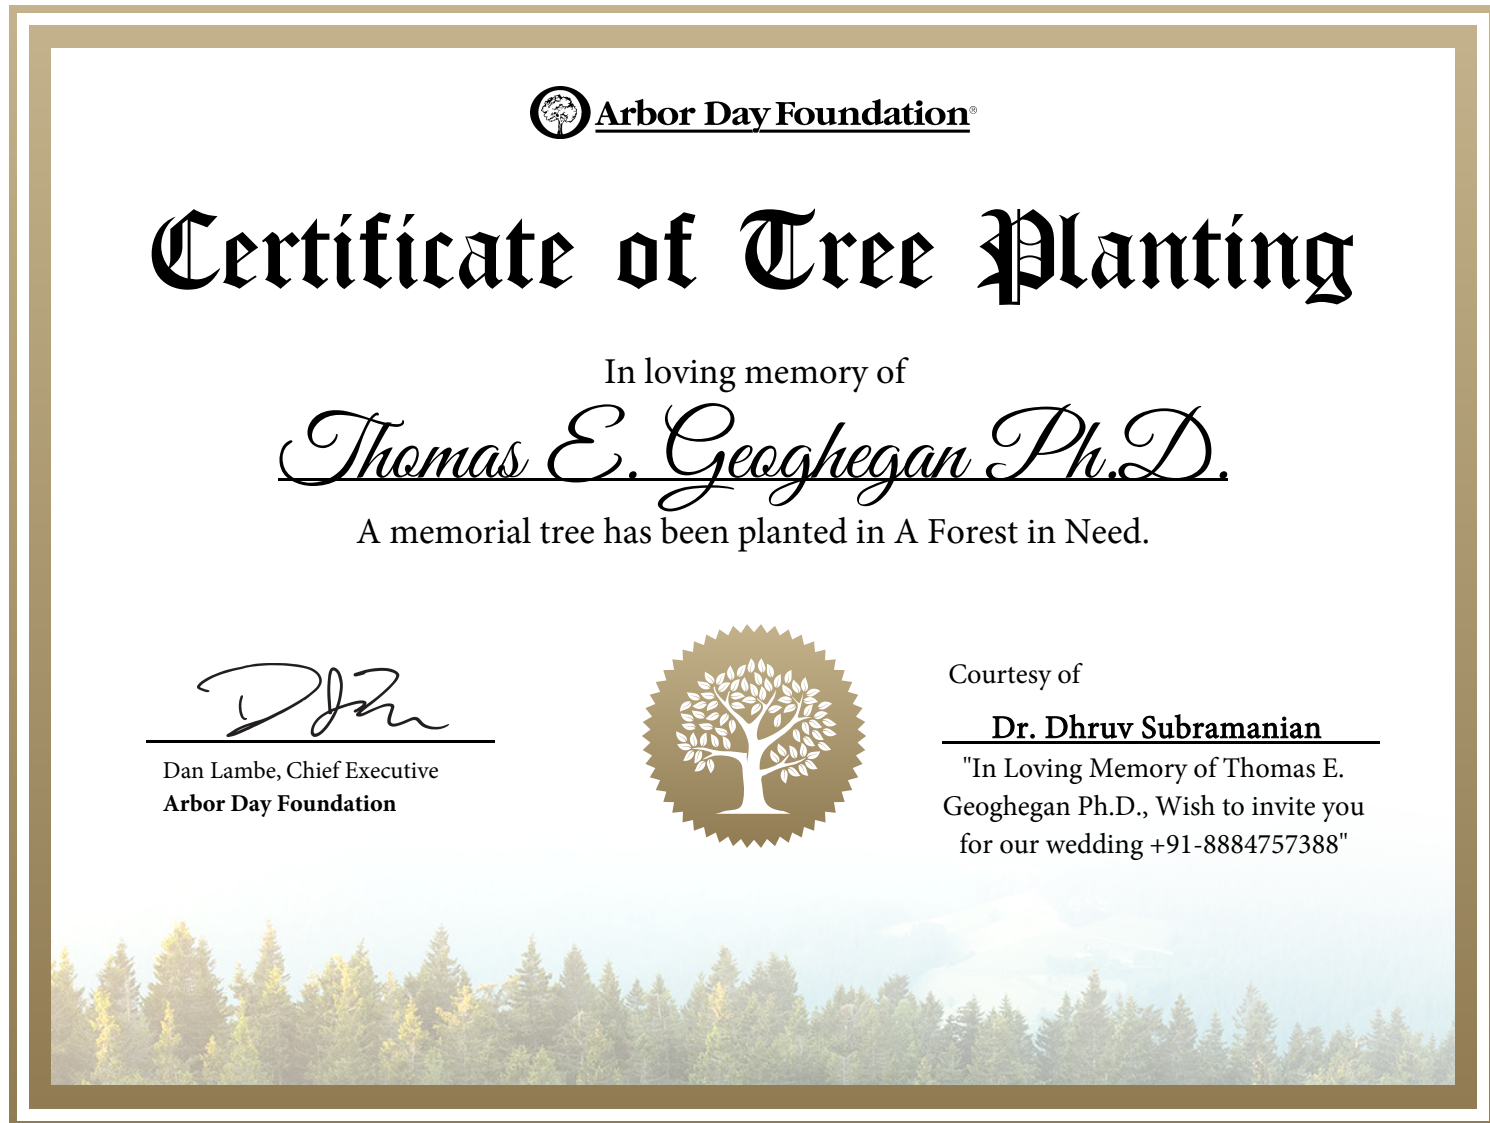 Arbor Day Foundation®
Certificate of Tree Planting
In loving memory of
Thomas E. Geoghegan Ph.D.
A memorial tree has been planted in A Forest in Need.
Dan Lambe, Chief Executive
Arbor Day Foundation
Courtesy of
Dr. Dhruv Subramanian
"In Loving Memory of Thomas E.
Geoghegan Ph.D., Wish to invite you
for our wedding +91-8884757388"